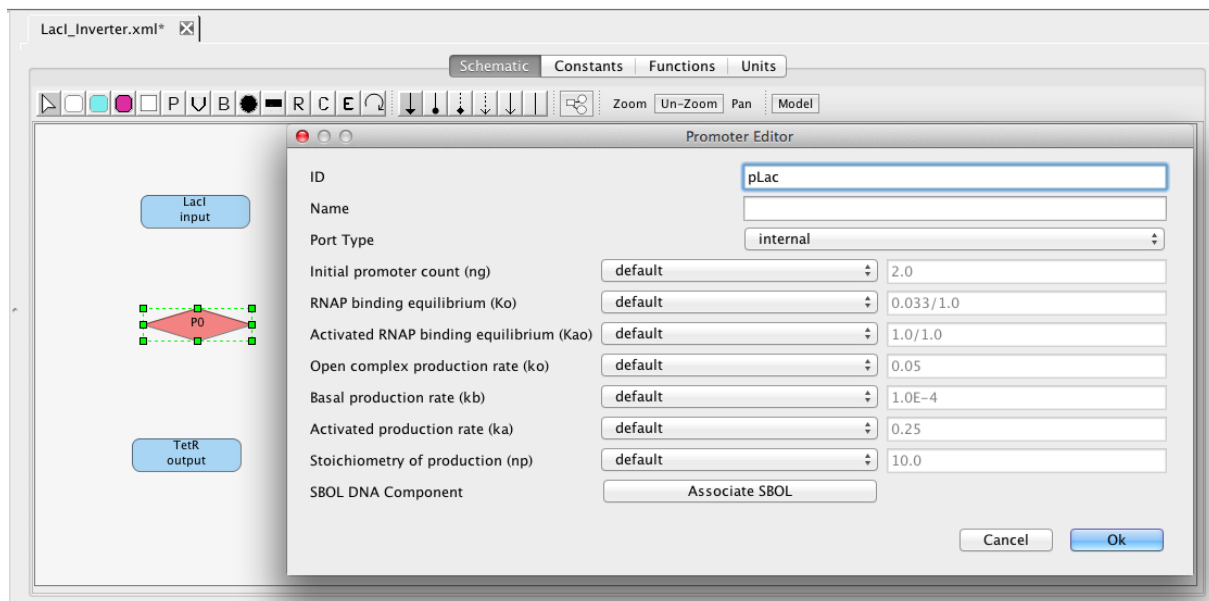 LacI_Inverter.xml*
Schematic Constants Functions Units
P V B R C E Zoom Un-Zoom Pan Model
Promoter Editor
ID pLac
Name
Port Type internal
Initial promoter count (ng) default 2.0
RNAP binding equilibrium (Ko) default 0.033/1.0
Activated RNAP binding equilibrium (Kao) default 1.0/1.0
Open complex production rate (ko) default 0.05
Basal production rate (kb) default 1.0E-4
Activated production rate (ka) default 0.25
Stoichiometry of production (np) default 10.0
SBOL DNA Component Associate SBOL
Cancel Ok
LacI
input
P0
TetR
output